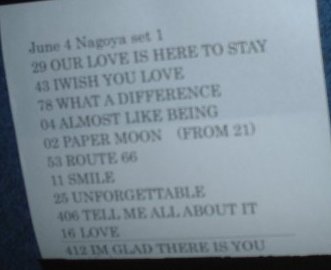 June 4 Nagoya set 1
29 OUR LOVE IS HERE TO STAY
43 IWISH YOU LOVE
78 WHAT A DIFFERENCE
04 ALMOST LIKE BEING
02 PAPER MOON (FROM 21)
53 ROUTE 66
11 SMILE
25 UNFORGETTABLE
406 TELL ME ALL ABOUT IT
16 LOVE
412 IM GLAD THERE IS YOU